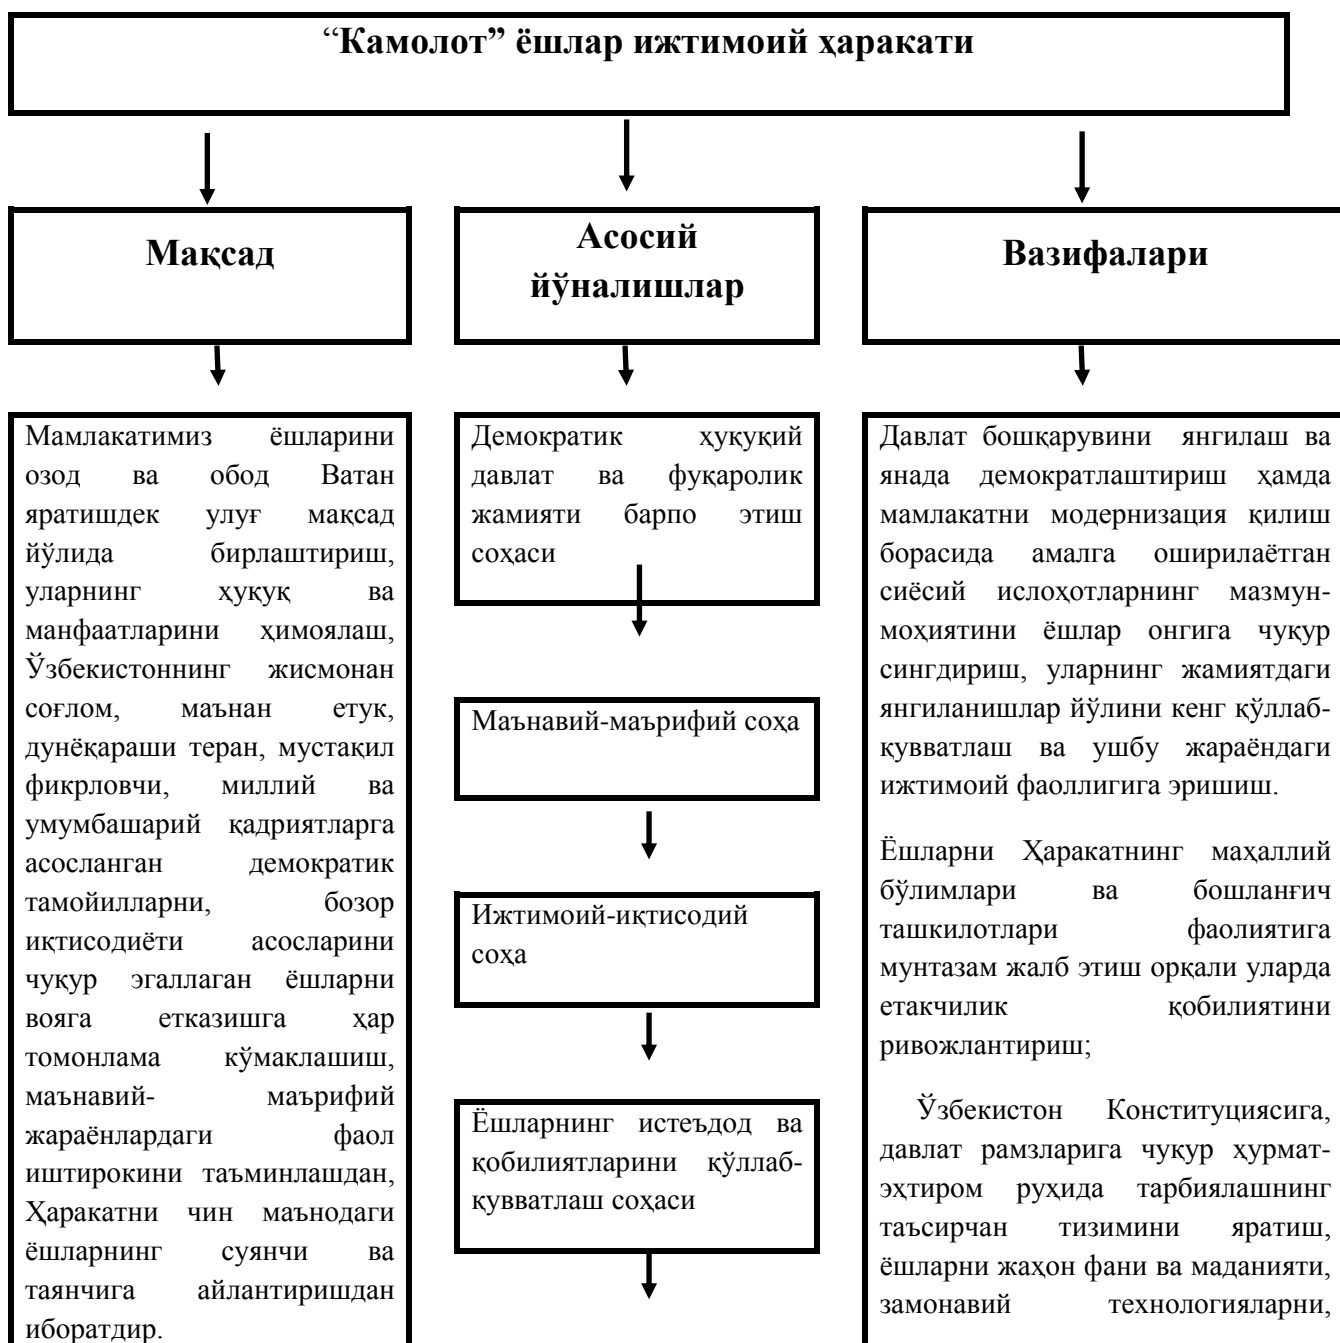 “Камолот” ёшлар ижтимоий ҳаракати
Мақсад
Асосий
йўналишлар
Вазифалари
Мамлакатимиз ёшларини
озод ва обод Ватан
яратишдек улуғ мақсад
йўлида бирлаштириш,
уларнинг ҳуқуқ ва
манфаатларини ҳимоялаш,
Ўзбекистоннинг жисмонан
соғлом, маънан етук,
дунёқараши теран, мустақил
фикрловчи, миллий ва
умумбашарий қадриятларга
асосланган демократик
тамойилларни, бозор
иқтисодиёти асосларини
чуқур эгаллаган ёшларни
вояга етказишга ҳар
томонлама кўмаклашиш,
маънавий- маърифий
жараёнлардаги фаол
иштирокини таъминлашдан,
Ҳаракатни чин маънодаги
ёшларнинг суянчи ва
таянчига айлантиришдан
иборатдир.
Демократик ҳуқуқий
давлат ва фуқаролик
жамияти барпо этиш
соҳаси
Маънавий-маърифий соҳа
Ижтимоий-иқтисодий
соҳа
Ёшларнинг истеъдод ва
қобилиятларини қўллаб-
қувватлаш соҳаси
Давлат бошқарувини янгилаш ва
янада демократлаштириш ҳамда
мамлакатни модернизация қилиш
борасида амалга оширилаётган
сиёсий ислоҳотларнинг мазмун-
моҳиятини ёшлар онгига чуқур
сингдириш, уларнинг жамиятдаги
янгиланишлар йўлини кенг қўллаб-
қувватлаш ва ушбу жараёндаги
ижтимоий фаоллигига эришиш.
Ёшларни Ҳаракатнинг маҳаллий
бўлимлари ва бошланғич
ташкилотлари фаолиятига
мунтазам жалб этиш орқали уларда
етакчилик қобилиятини
ривожлантириш;
Ўзбекистон Конституциясига,
давлат рамзларига чуқур ҳурмат-
эҳтиром руҳида тарбиялашнинг
таъсирчан тизимини яратиш,
ёшларни жаҳон фани ва маданияти,
замонавий технологияларни,